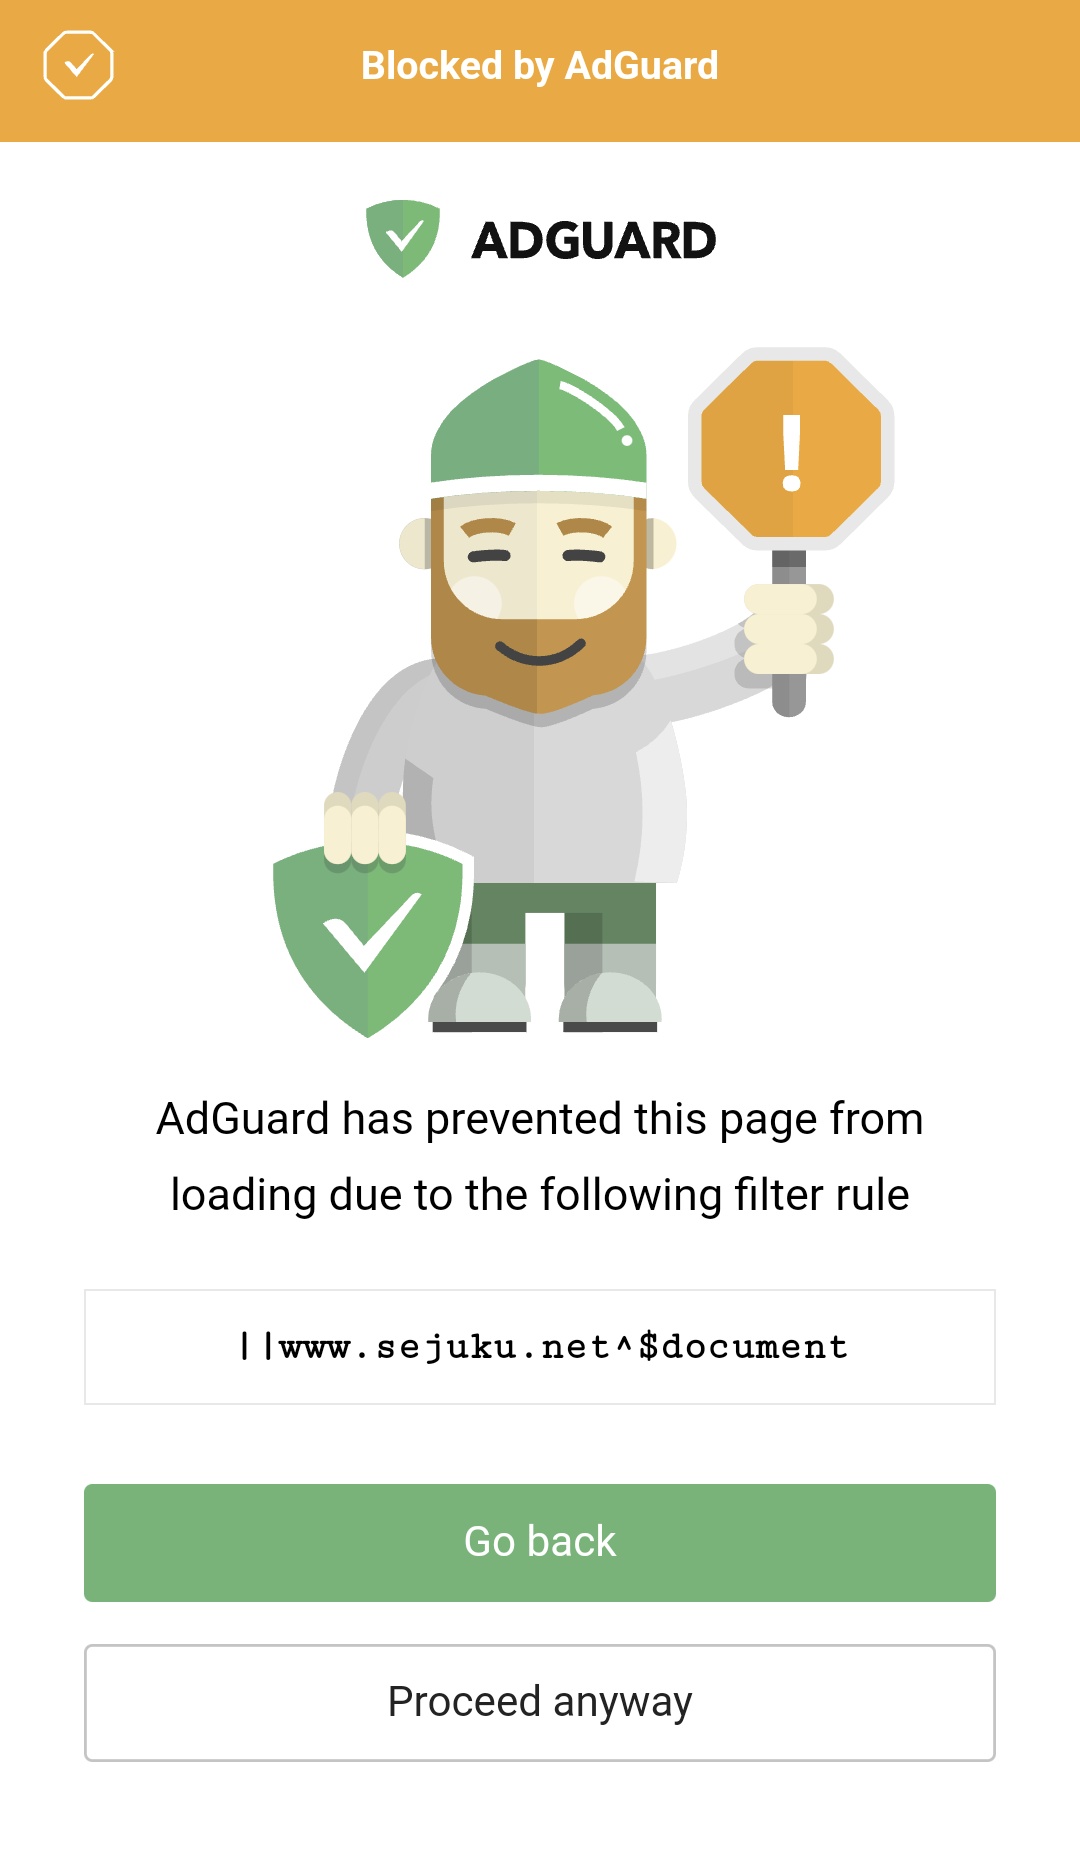 Blocked by AdGuard
ADGUARD
!
AdGuard has prevented this page from
loading due to the following filter rule
||www.sejuku.net^$document
Go back
Proceed anyway